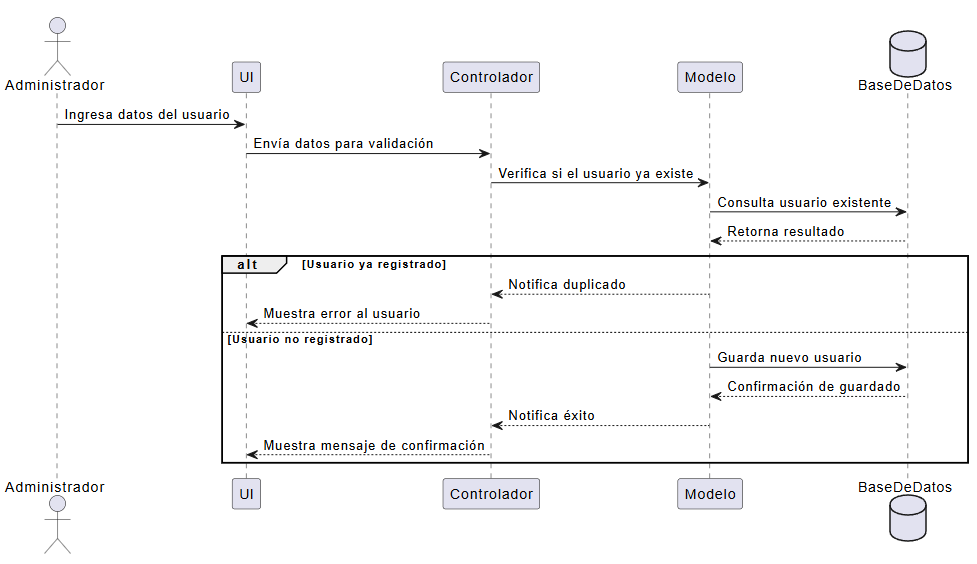 Administrador
UI
Controlador
Modelo
BaseDeDatos
Ingresa datos del usuario
Envía datos para validación
Verifica si el usuario ya existe
Consulta usuario existente
Retorna resultado
alt [Usuario ya registrado]
Notifica duplicado
Muestra error al usuario
[Usuario no registrado]
Guarda nuevo usuario
Confirmación de guardado
Notifica éxito
Muestra mensaje de confirmación
Administrador
UI
Controlador
Modelo
BaseDeDatos